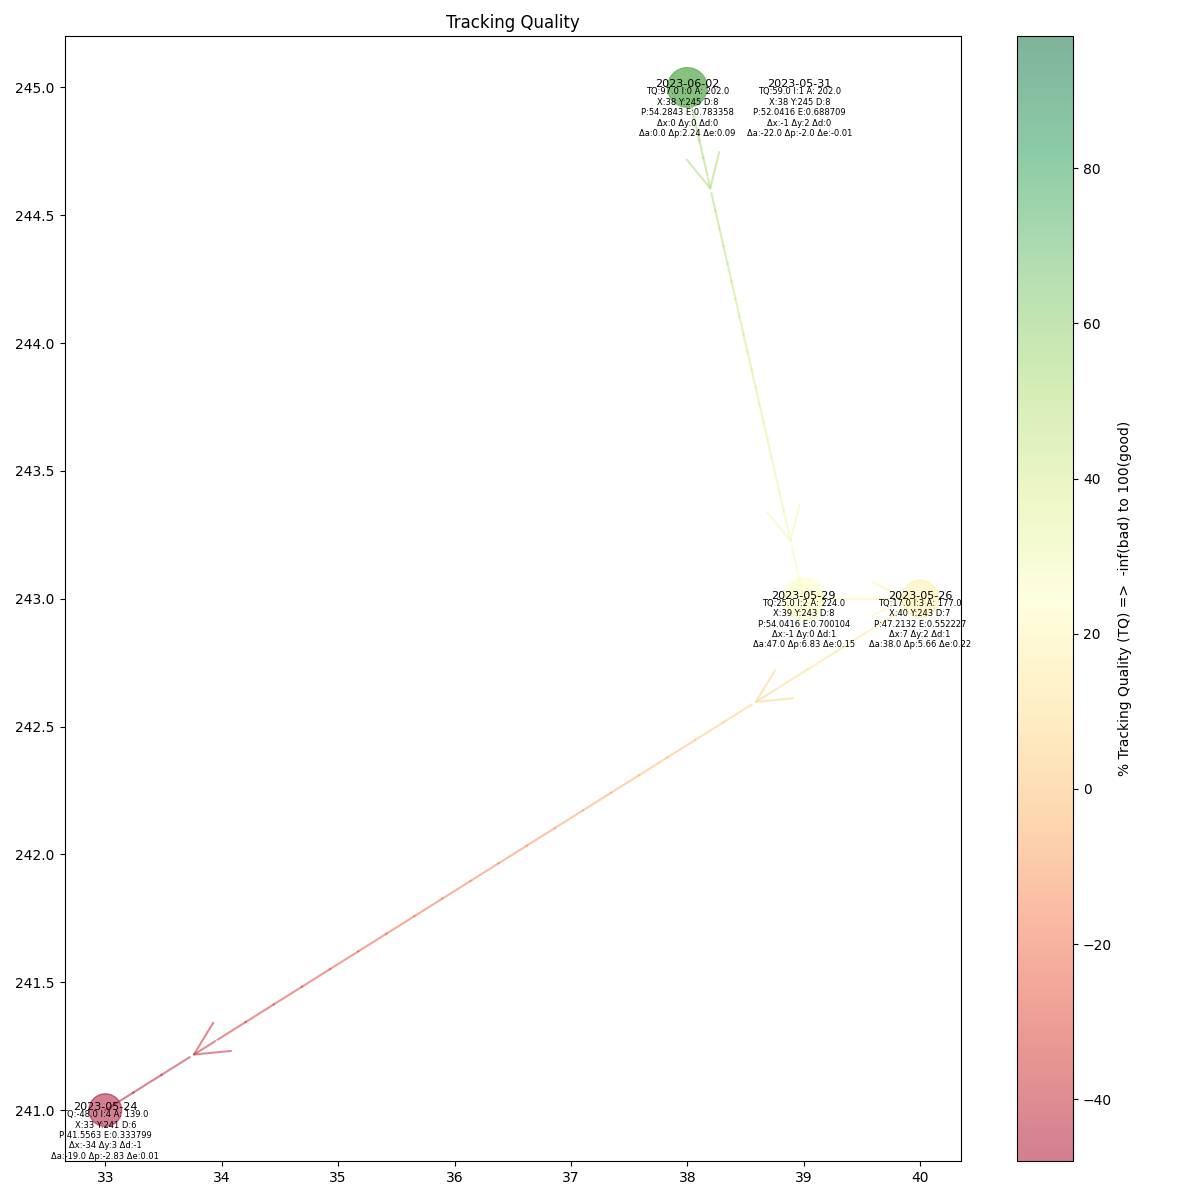 Tracking Quality
245.0
244.5
244.0
243.5
243.0
242.5
242.0
241.5
241.0
33
34
35
36
37
38
39
40
2023-06-02
TQ:97.0 I:0 A: 202.0
X:38 Y:245 D:8
P:54.2843 E:0.783358
Δx:0 Δy:0 Δd:0
Δa:0.0 Δp:2.24 Δe:0.09
2023-05-31
TQ:59.0 I:1 A: 202.0
X:38 Y:245 D:8
P:52.0416 E:0.688709
Δx:-1 Δy:2 Δd:0
Δa:-22.0 Δp:-2.0 Δe:-0.01
2023-05-29
TQ:25.0 I:2 A: 224.0
X:39 Y:243 D:8
P:54.0416 E:0.700104
Δx:-1 Δy:0 Δd:1
Δa:47.0 Δp:6.83 Δe:0.15
2023-05-26
TQ:17.0 I:3 A: 177.0
X:40 Y:243 D:7
P:47.2132 E:0.552227
Δx:7 Δy:2 Δd:1
Δa:38.0 Δp:5.66 Δe:0.22
2023-05-24
TQ:-48.0 I:4 A: 139.0
X:33 Y:241 D:6
P:41.5563 E:0.333799
Δx:-34 Δy:3 Δd:-1
Δa:-19.0 Δp:-2.83 Δe:0.01
80
60
40
20
0
−20
−40
% Tracking Quality (TQ) =>  -inf(bad) to 100(good)